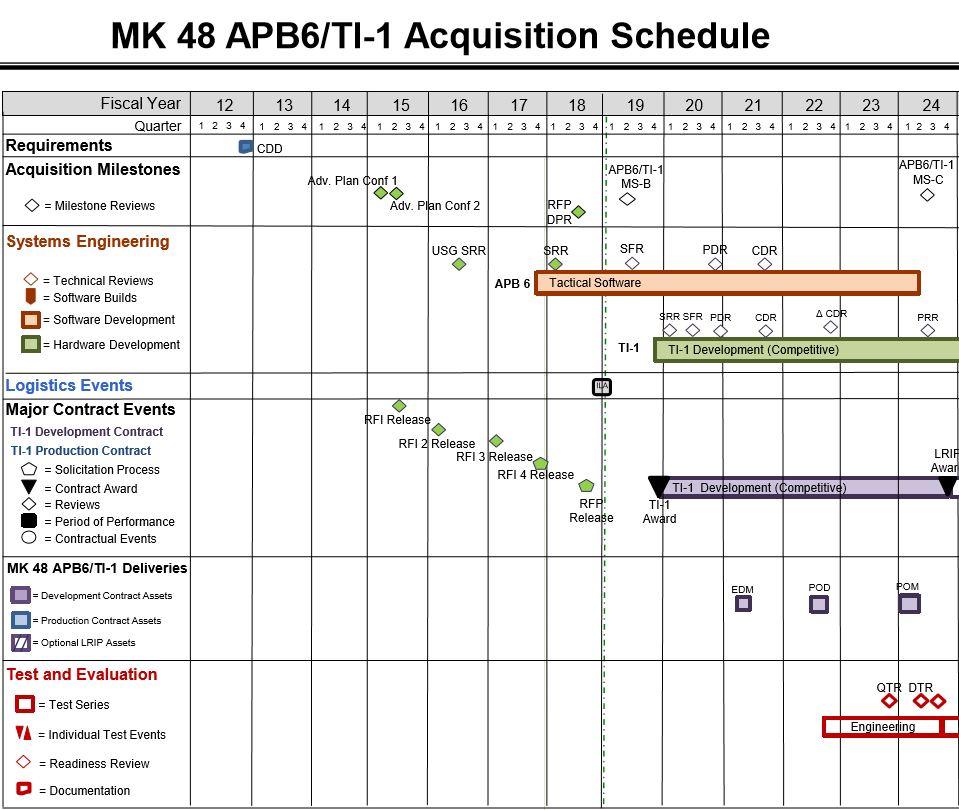 MK 48 APB6/TI-1 Acquisition Schedule
Fiscal Year 12 13 14 15 16 17 18 19 20 21 22 23 24
Quarter 1 2 3 4 1 2 3 4 1 2 3 4 1 2 3 4 1 2 3 4 1 2 3 4 1 2 3 4 1 2 3 4 1 2 3 4 1 2 3 4 1 2 3 4 1 2 3 4 1 2 3 4
Requirements
CDD
Acquisition Milestones
= Milestone Reviews
Adv. Plan Conf 1
Adv. Plan Conf 2
RFP
DPR
APB6/TI-1
MS-B
APB6/TI-1
MS-C
Systems Engineering
= Technical Reviews
= Software Builds
= Software Development
= Hardware Development
USG SRR
SRR
SFR
PDR
CDR
APB 6
Tactical Software
SRR
SFR
PDR
CDR
Δ CDR
PRR
TI-1
TI-1 Development (Competitive)
Logistics Events
ILA
Major Contract Events
TI-1 Development Contract
TI-1 Production Contract
= Solicitation Process
= Contract Award
= Reviews
= Period of Performance
= Contractual Events
RFI Release
RFI 2 Release
RFI 3 Release
RFI 4 Release
RFP
Release
TI-1
Award
TI-1 Development (Competitive)
LRIP
Awar
MK 48 APB6/TI-1 Deliveries
= Development Contract Assets
= Production Contract Assets
= Optional LRIP Assets
EDM
POD
POM
Test and Evaluation
= Test Series
= Individual Test Events
= Readiness Review
= Documentation
QTR
DTR
Engineering